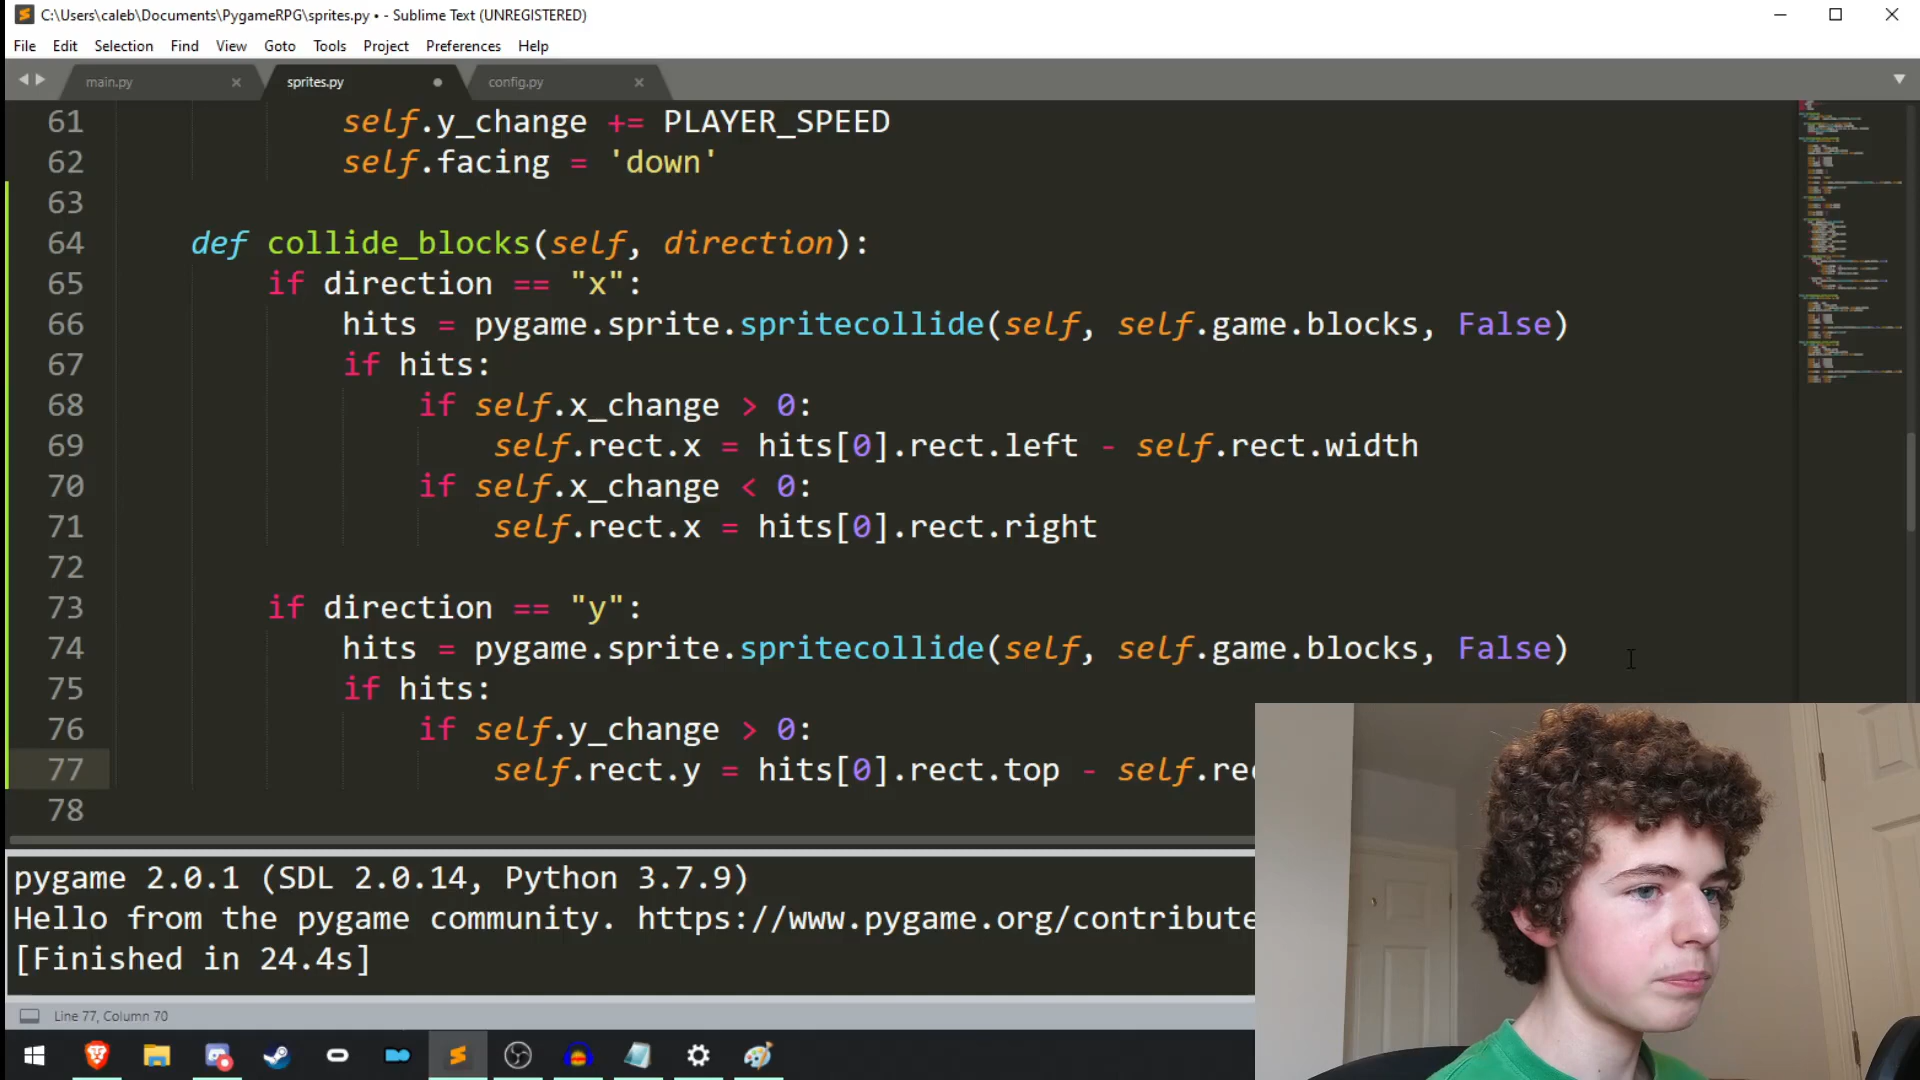 C:\Users\caleb\Documents\PygameRPG\sprites.py • - Sublime Text (UNREGISTERED)
File Edit Selection Find View Goto Tools Project Preferences Help
main.py sprites.py config.py
61 self.y_change += PLAYER_SPEED
62 self.facing = 'down'
63
64 def collide_blocks(self, direction):
65 if direction == "x":
66 hits = pygame.sprite.spritecollide(self, self.game.blocks, False)
67 if hits:
68 if self.x_change > 0:
69 self.rect.x = hits[0].rect.left - self.rect.width
70 if self.x_change < 0:
71 self.rect.x = hits[0].rect.right
72
73 if direction == "y":
74 hits = pygame.sprite.spritecollide(self, self.game.blocks, False)
75 if hits:
76 if self.y_change > 0:
77 self.rect.y = hits[0].rect.top - self.rec
78
pygame 2.0.1 (SDL 2.0.14, Python 3.7.9)
Hello from the pygame community. https://www.pygame.org/contribute
[Finished in 24.4s]
Line 77, Column 70